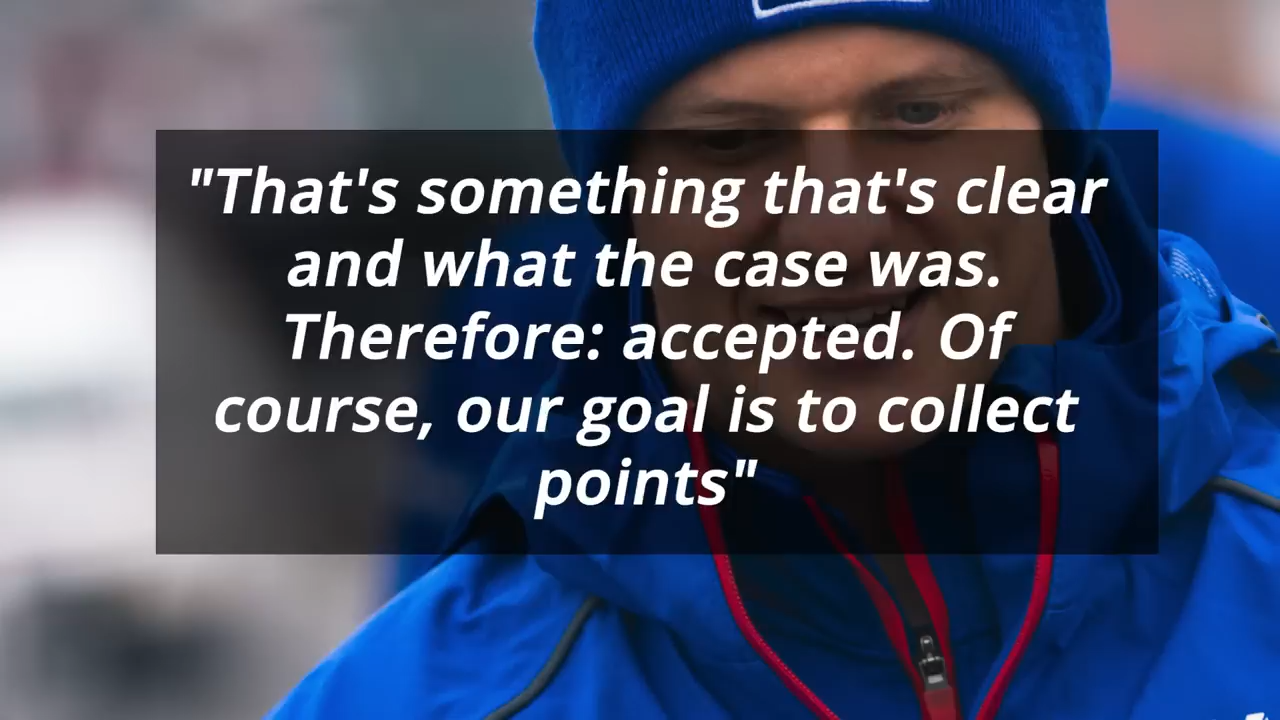 "That's something that's clear
and what the case was.
Therefore: accepted. Of
course, our goal is to collect
points"